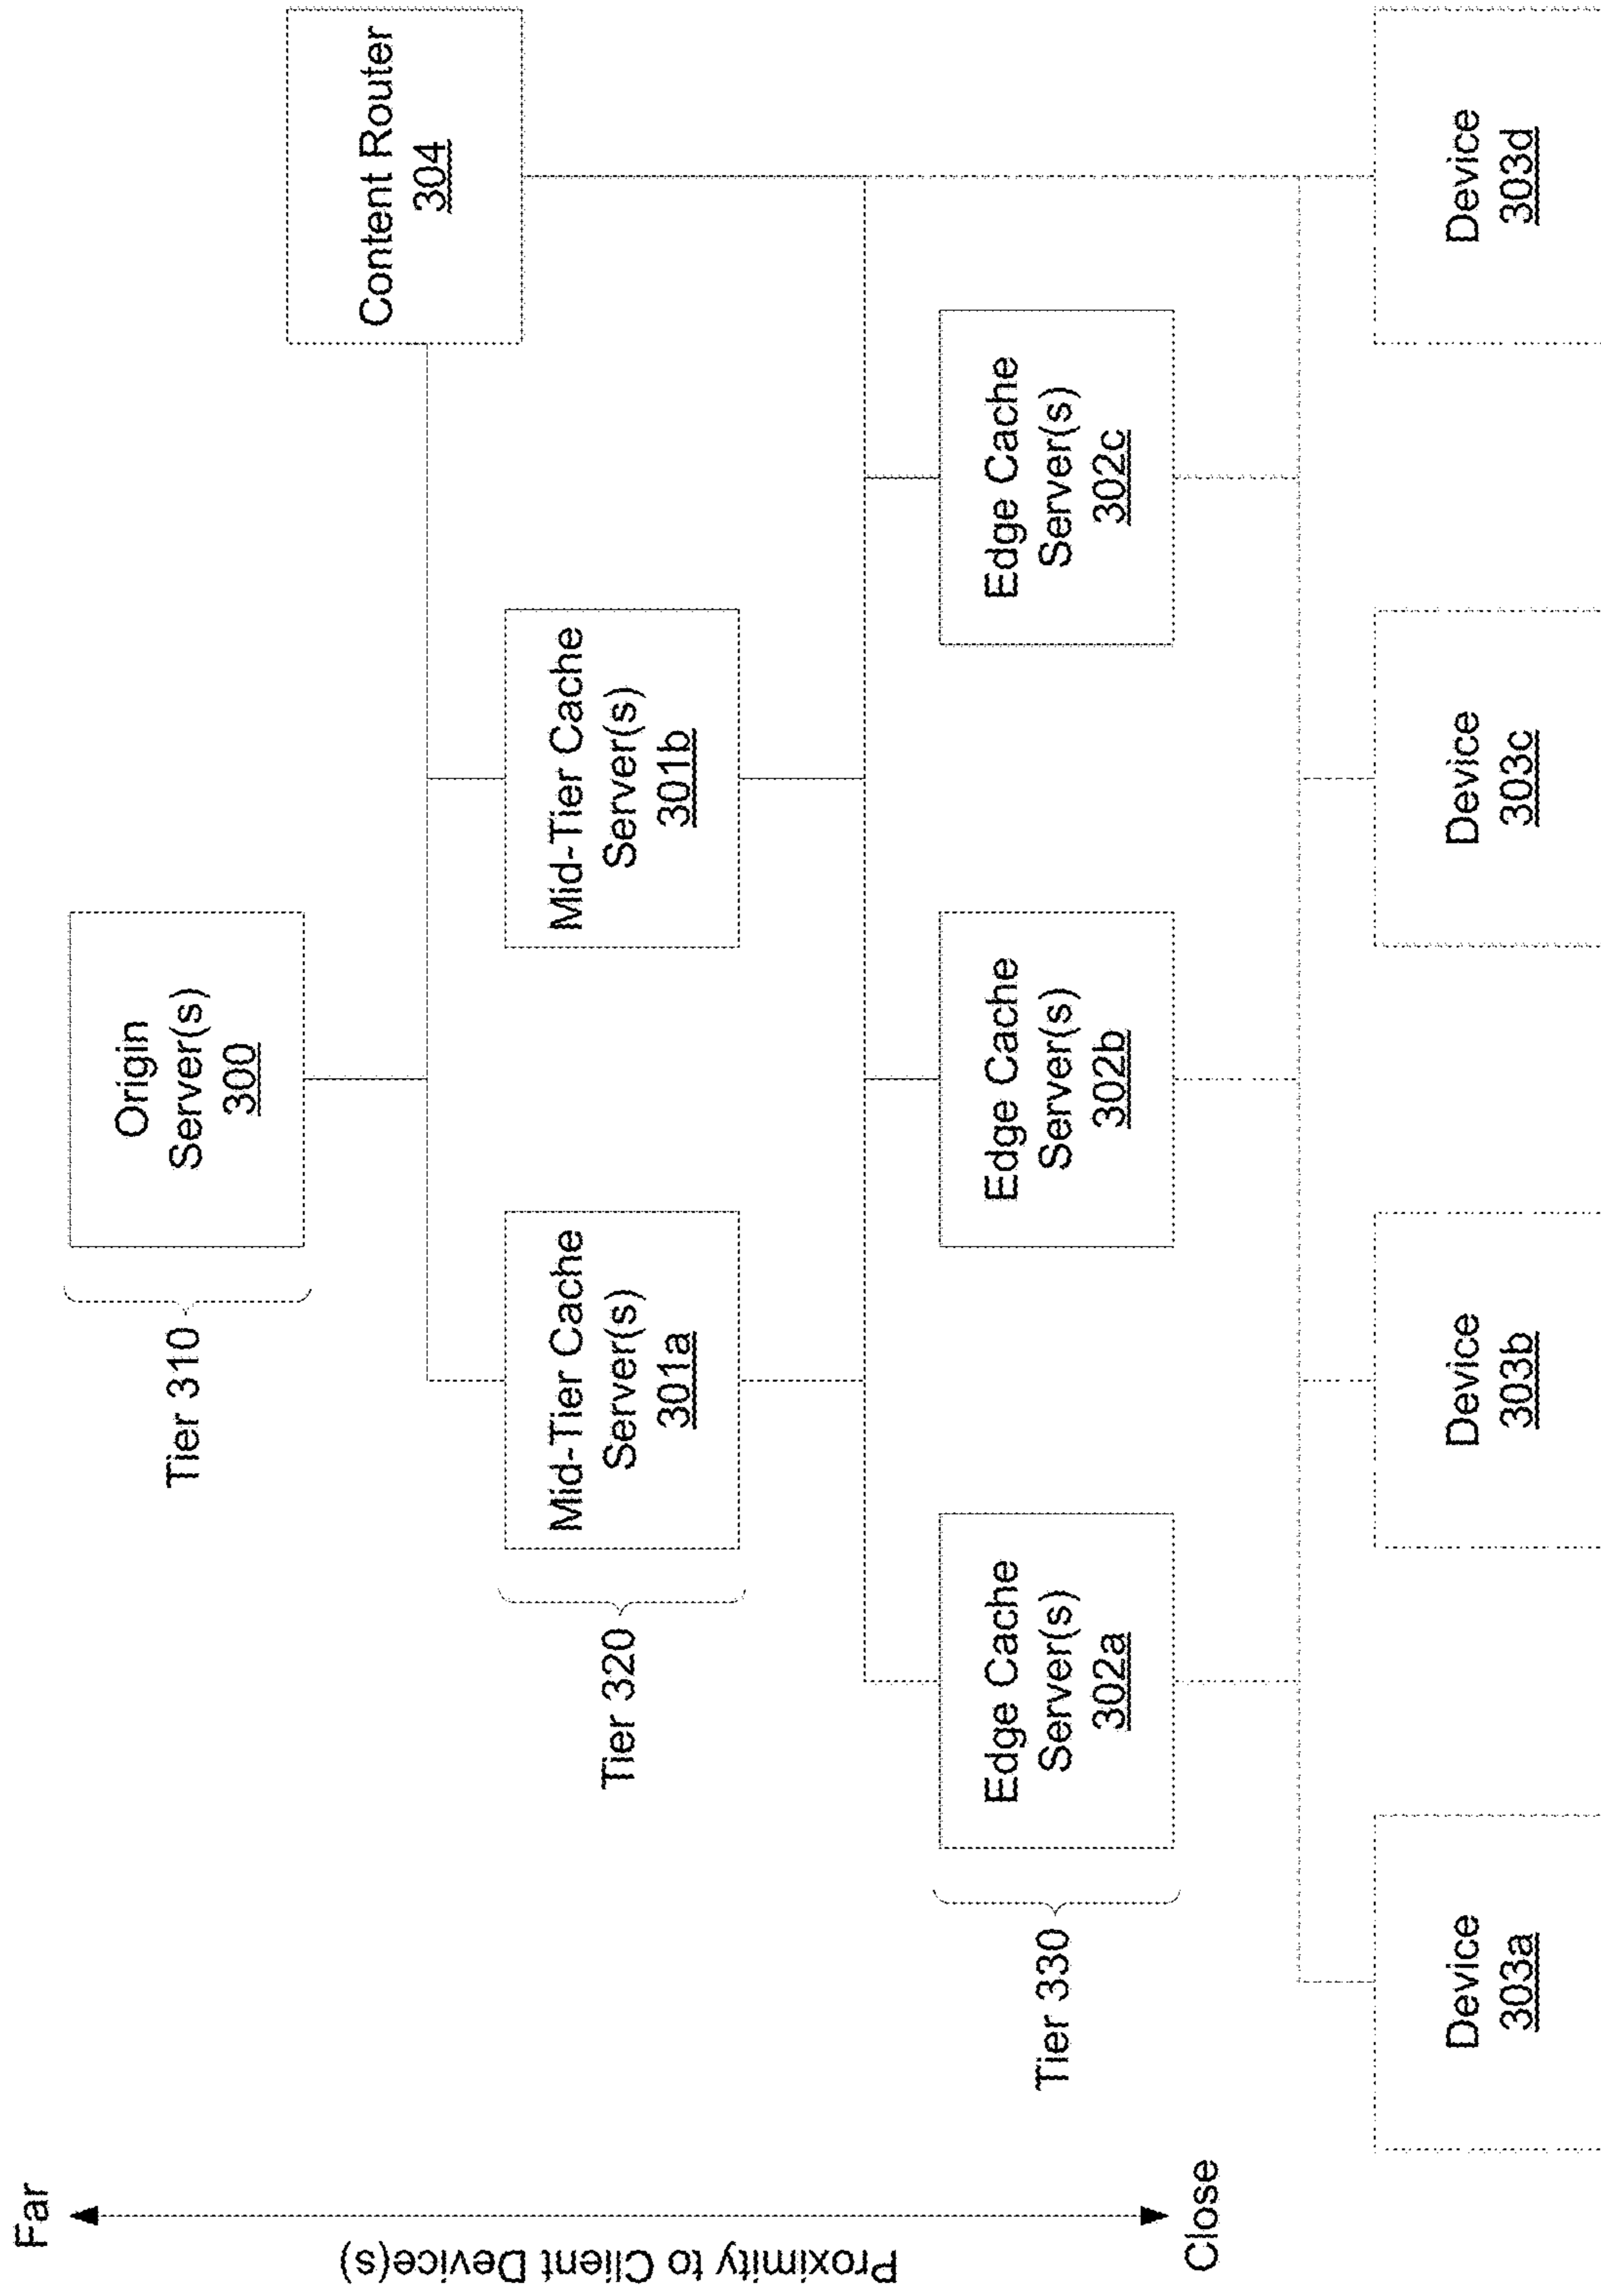 Far
Proximity to Client Device(s)
Close
Tier 310
Origin
Server(s)
300
Content Router
304
Tier 320
Mid-Tier Cache
Server(s)
301a
Mid-Tier Cache
Server(s)
301b
Tier 330
Edge Cache
Server(s)
302a
Edge Cache
Server(s)
302b
Edge Cache
Server(s)
302c
Device
303a
Device
303b
Device
303c
Device
303d